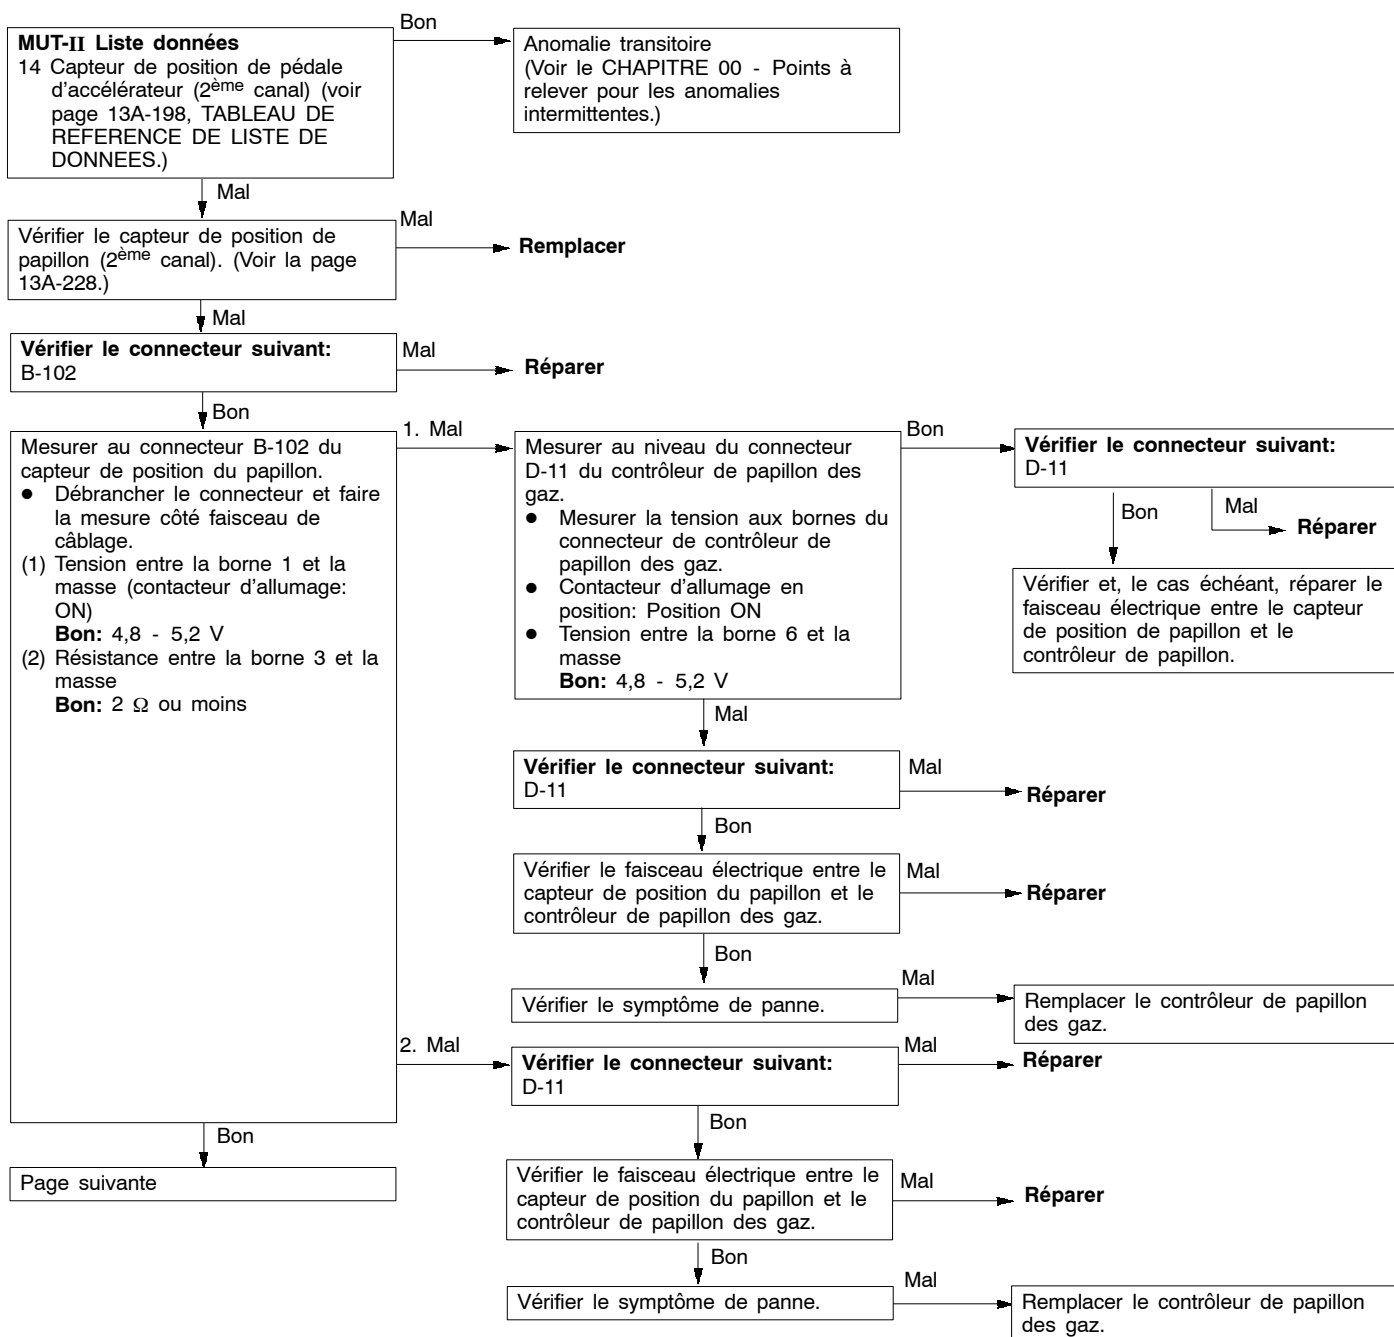 Bon
MUT-II Liste données
14 Capteur de position de pédale
d'accélérateur (2ème canal) (voir
page 13A-198, TABLEAU DE
REFERENCE DE LISTE DE
DONNEES.)
Anomalie transitoire
(Voir le CHAPITRE 00 - Points à
relever pour les anomalies
intermittentes.)
Mal
Vérifier le capteur de position de
papillon (2ème canal). (Voir la page
13A-228.)
Mal
Remplacer
Mal
Vérifier le connecteur suivant:
B-102
Mal
Réparer
Bon
Mesurer au connecteur B-102 du
capteur de position du papillon.
● Débrancher le connecteur et faire
la mesure côté faisceau de
câblage.
(1) Tension entre la borne 1 et la
masse (contacteur d'allumage:
ON)
Bon: 4,8 - 5,2 V
(2) Résistance entre la borne 3 et la
masse
Bon: 2 Ω ou moins
1. Mal
Mesurer au niveau du connecteur
D-11 du contrôleur de papillon des
gaz.
● Mesurer la tension aux bornes du
connecteur de contrôleur de
papillon des gaz.
● Contacteur d'allumage en
position: Position ON
● Tension entre la borne 6 et la
masse
Bon: 4,8 - 5,2 V
Bon
Vérifier le connecteur suivant:
D-11
Bon
Mal
Réparer
Vérifier et, le cas échéant, réparer le
faisceau électrique entre le capteur
de position de papillon et le
contrôleur de papillon.
Mal
Vérifier le connecteur suivant:
D-11
Mal
Réparer
Bon
Vérifier le faisceau électrique entre le
capteur de position du papillon et le
contrôleur de papillon des gaz.
Mal
Réparer
Bon
Vérifier le symptôme de panne.
Mal
Remplacer le contrôleur de papillon
des gaz.
2. Mal
Vérifier le connecteur suivant:
D-11
Mal
Réparer
Bon
Vérifier le faisceau électrique entre le
capteur de position du papillon et le
contrôleur de papillon des gaz.
Mal
Réparer
Bon
Vérifier le symptôme de panne.
Mal
Remplacer le contrôleur de papillon
des gaz.
Bon
Page suivante